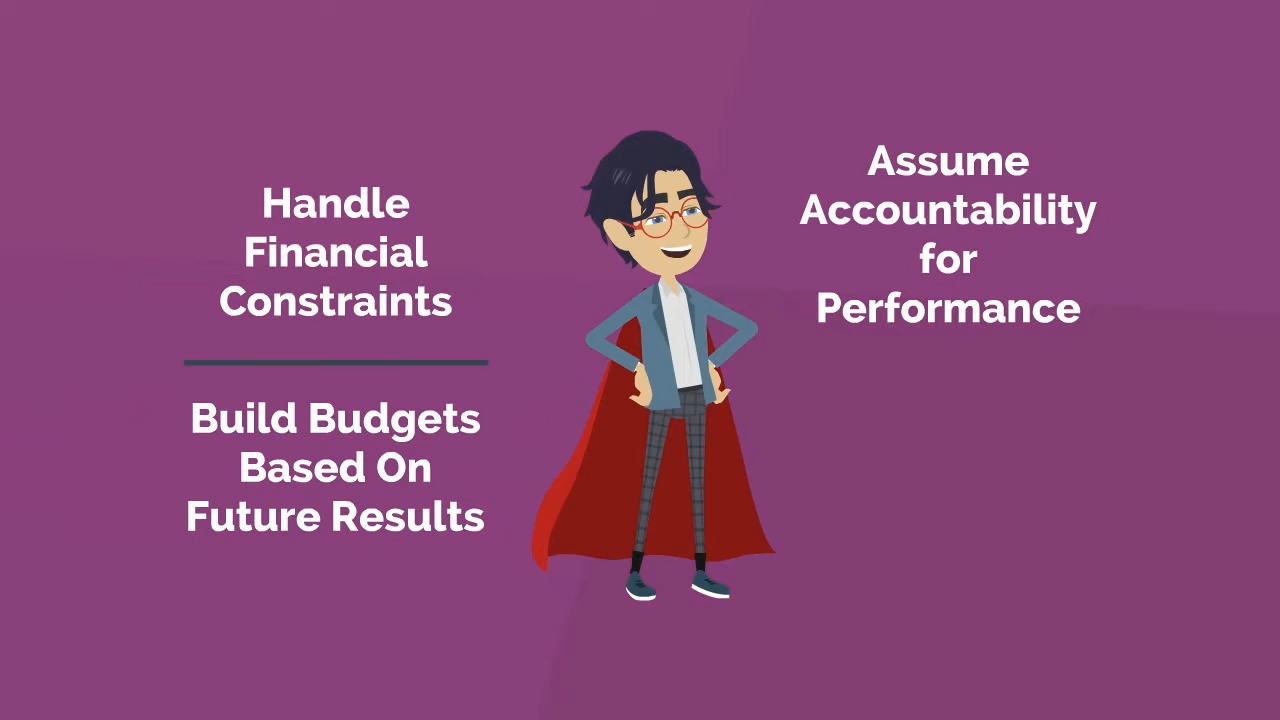 Handle
Financial
Constraints
Build Budgets
Based On
Future Results
Assume
Accountability
for
Performance